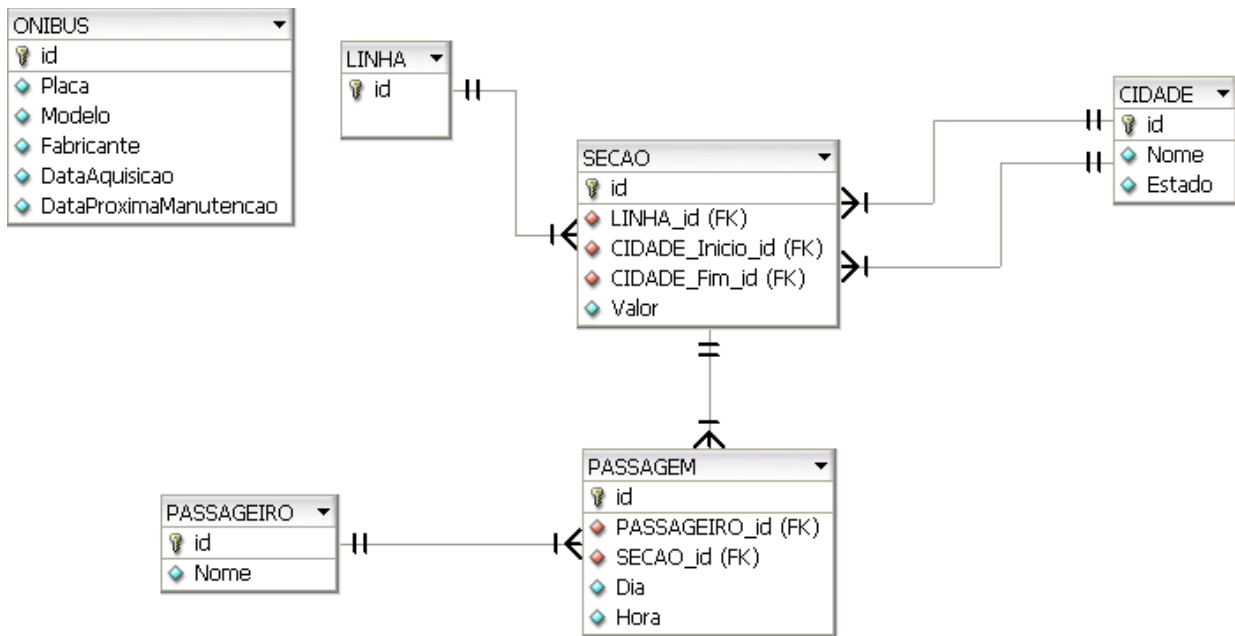 ONIBUS
id
Placa
Modelo
Fabricante
DataAquisicao
DataProximaManutencao
LINHA
id
SECAO
id
LINHA_id (FK)
CIDADE_Inicio_id (FK)
CIDADE_Fim_id (FK)
Valor
CIDADE
id
Nome
Estado
PASSAGEIRO
id
Nome
PASSAGEM
id
PASSAGEIRO_id (FK)
SECAO_id (FK)
Dia
Hora